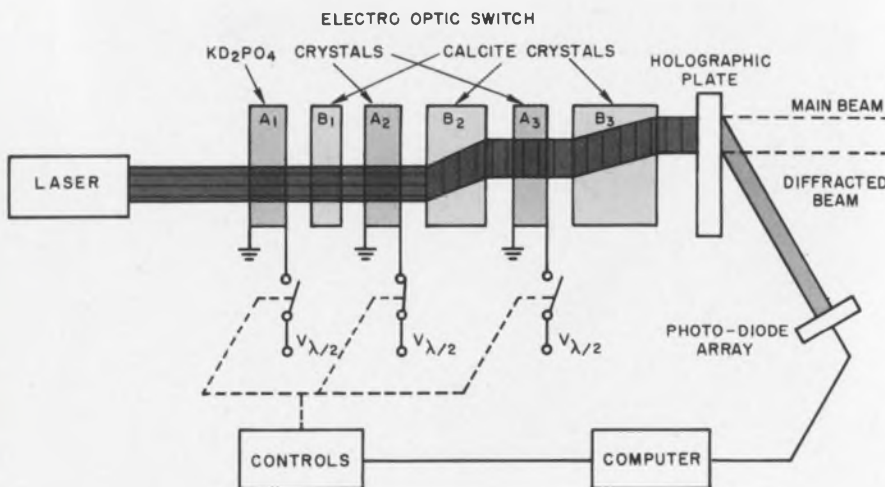 ELECTRO OPTIC SWITCH
KD2PO4 CRYSTALS
CALCITE CRYSTALS
HOLOGRAPHIC
PLATE
A1
B1
A2
B2
A3
B3
MAIN BEAM
LASER
DIFFRACTED
BEAM
Vλ/2
Vλ/2
Vλ/2
PHOTO-DIODE
ARRAY
CONTROLS
COMPUTER